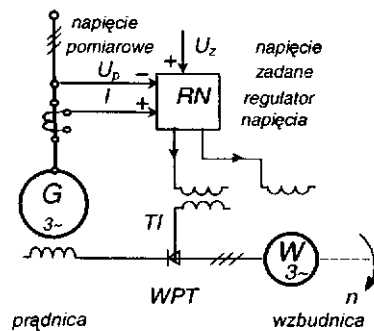 napięcie
pomiarowe
U_z
napięcie
zadane
U_p
−
+
I
+
RN
regulator
napięcia
G
3~
TI
W
3~
WPT
n
prądnica
wzbudnica